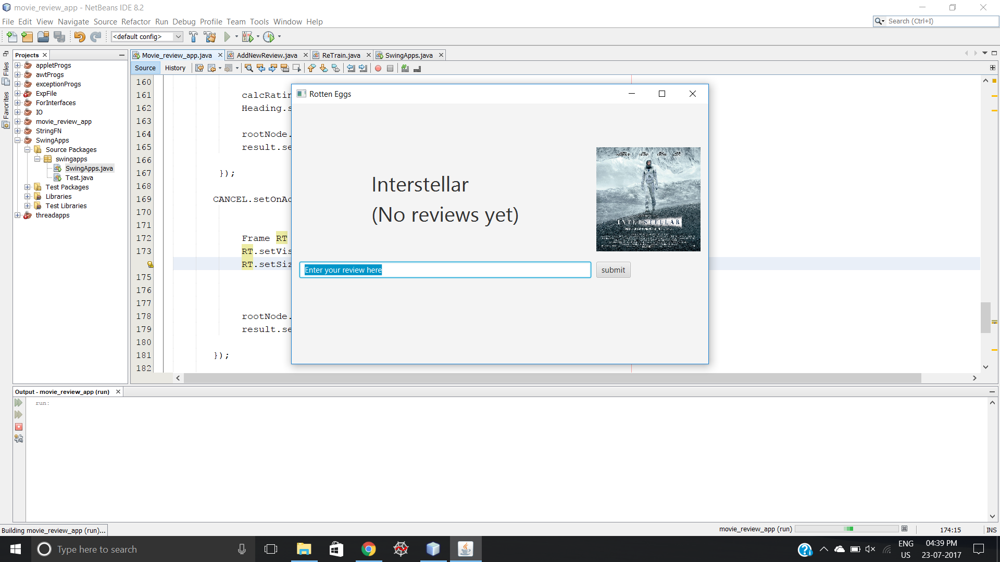 movie_review_app - NetBeans IDE 8.2
File Edit View Navigate Source Refactor Run Debug Profile Team Tools Window Help
Search (Ctrl+I)
<default config>
Files
Favorites
Projects
appletProgs
awtProgs
exceptionProgs
ExpFile
ForInterfaces
IO
movie_review_app
StringFN
SwingApps
Source Packages
swingapps
SwingApps.java
Test.java
Test Packages
Libraries
Test Libraries
threadapps
Movie_review_app.java AddNewReview.java ReTrain.java SwingApps.java
Source History
160
161 calcRatin
162 Heading.s
163
164 rootNode.
165 result.se
166
167 });
168
169 CANCEL.setOnAc
170
171
172 Frame RT
173 RT.setVis
RT.setSiz
175
176
177
178 rootNode.
179 result.se
180
181 });
182
Rotten Eggs
Interstellar
(No reviews yet)
INTERSTELLAR
Enter your review here
submit
Output - movie_review_app (run)
run:
Building movie_review_app (run)...
movie_review_app (run)
174:15 INS
Type here to search
ENG
US
04:39 PM
23-07-2017